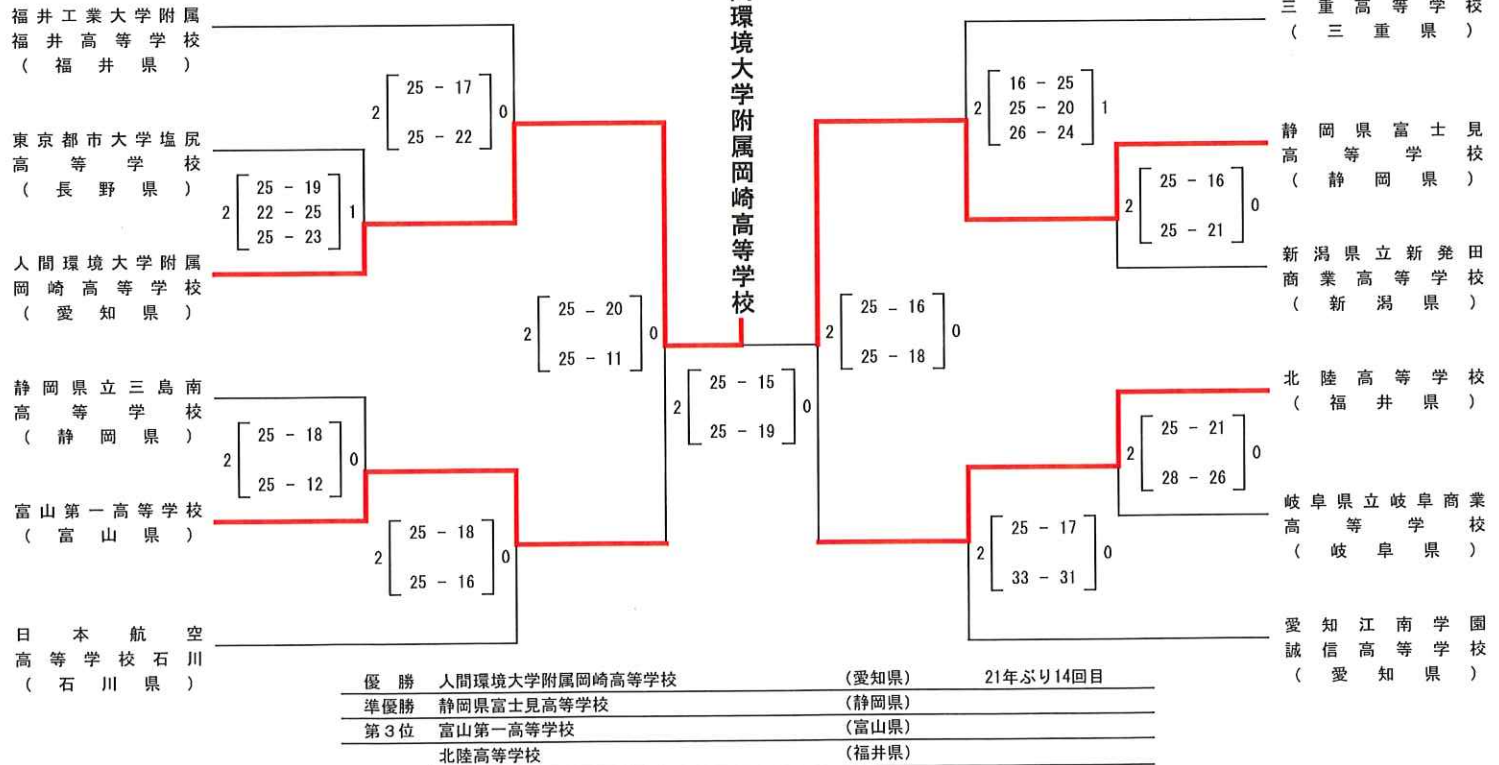 福井工業大学附属
福井高等学校
(福井県)
2 25 - 17 0
25 - 22
東京都市大学塩尻
高等学校
(長野県)
2 25 - 19 1
22 - 25
25 - 23
人間環境大学附属
岡崎高等学校
(愛知県)
2 25 - 20 0
25 - 11
静岡県立三島南
高等学校
(静岡県)
2 25 - 18 0
25 - 12
富山第一高等学校
(富山県)
2 25 - 18 0
25 - 16
日本航空
高等学校石川
(石川県)
環境大学附属岡崎高等学校
2 25 - 15 0
25 - 19
三重高等学校
(三重県)
2 16 - 25 1
25 - 20
26 - 24
静岡県富士見
高等学校
(静岡県)
2 25 - 16 0
25 - 21
新潟県立新発田
商業高等学校
(新潟県)
2 25 - 16 0
25 - 18
北陸高等学校
(福井県)
2 25 - 21 0
28 - 26
岐阜県立岐阜商業
高等学校
(岐阜県)
2 25 - 17 0
33 - 31
愛知江南学園
誠信高等学校
(愛知県)
優勝 人間環境大学附属岡崎高等学校 (愛知県) 21年ぶり14回目
準優勝 静岡県富士見高等学校 (静岡県)
第3位 富山第一高等学校 (富山県)
北陸高等学校 (福井県)